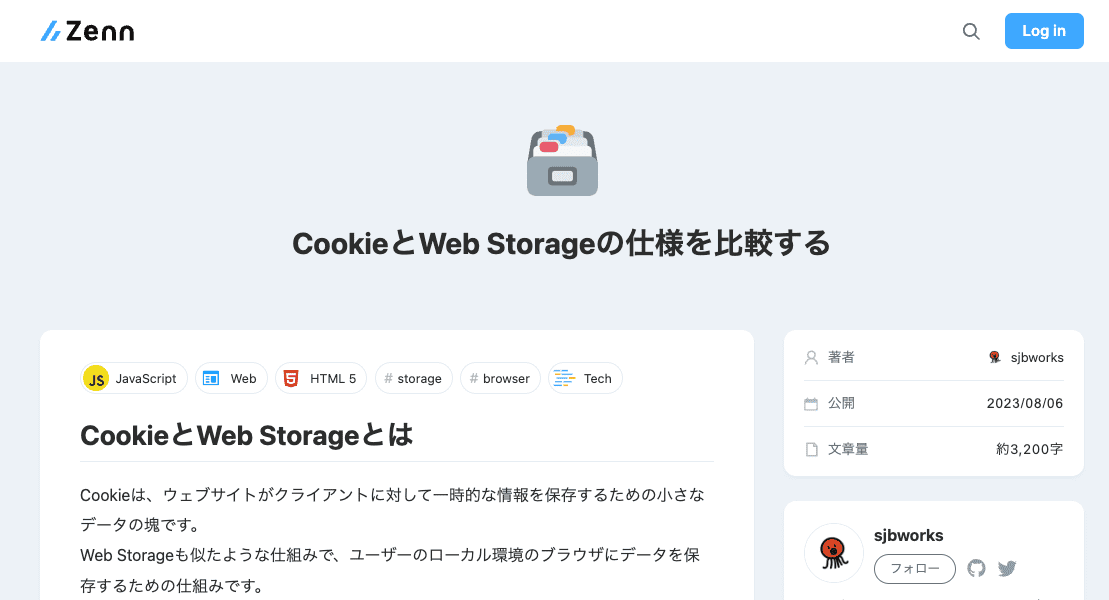 Zenn
Log in
CookieとWeb Storageの仕様を比較する
JavaScript
Web
HTML 5
# storage
# browser
Tech
CookieとWeb Storageとは
Cookieは、ウェブサイトがクライアントに対して一時的な情報を保存するための小さな
データの塊です。
Web Storageも似たような仕組みで、ユーザーのローカル環境のブラウザにデータを保
存するための仕組みです。
著者 sjbworks
公開 2023/08/06
文章量 約3,200字
sjbworks
フォロー